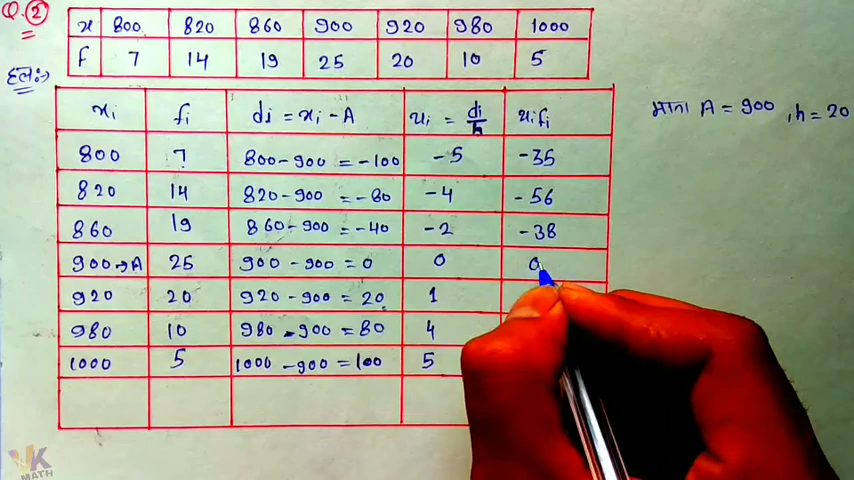 Q. 2
x 800 820 860 900 920 980 1000
f 7 14 19 25 20 10 5
हलः→
माना A = 900 , h = 20
xi fi di = xi - A ui = di/h uifi
800 7 800-900 = -100 -5 -35
820 14 820-900 = -80 -4 -56
860 19 860-900 = -40 -2 -38
900→A 25 900-900 = 0 0 0
920 20 920-900 = 20 1
980 10 980-900 = 80 4
1000 5 1000-900 = 100 5
VK
MATH